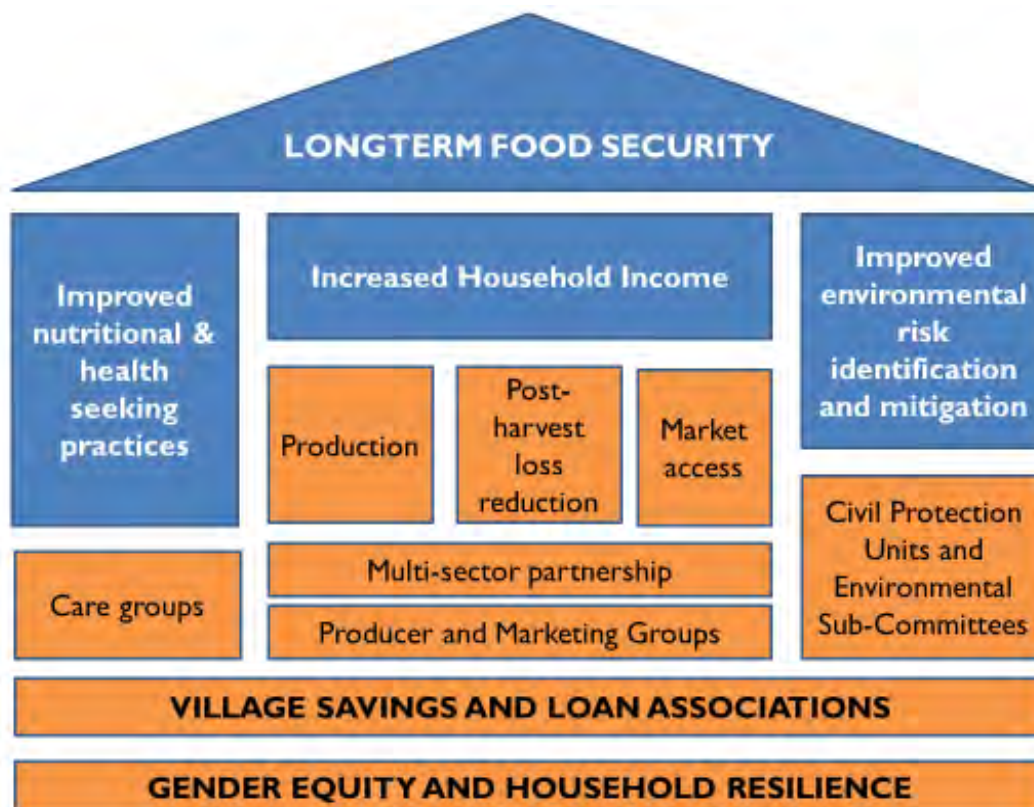 LONGTERM FOOD SECURITY
Improved
nutritional &
health
seeking
practices
Increased Household Income
Improved
environmental
risk
identification
and mitigation
Production
Post-
harvest
loss
reduction
Market
access
Care groups
Multi-sector partnership
Producer and Marketing Groups
Civil Protection
Units and
Environmental
Sub-Committees
VILLAGE SAVINGS AND LOAN ASSOCIATIONS
GENDER EQUITY AND HOUSEHOLD RESILIENCE